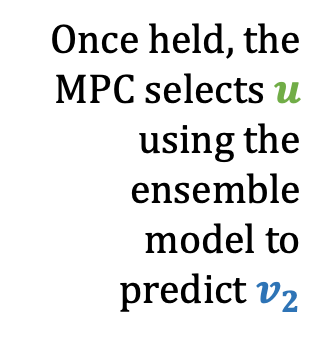 Once held, the
MPC selects u
using the
ensemble
model to
predict v₂